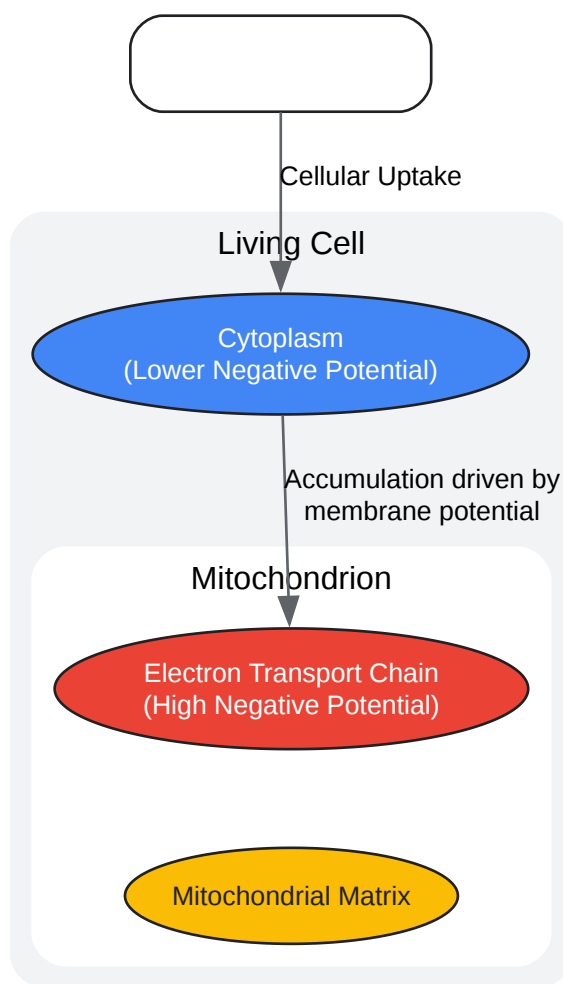 Cellular Uptake
Living Cell
Cytoplasm
(Lower Negative Potential)
Accumulation driven by
membrane potential
Mitochondrion
Electron Transport Chain
(High Negative Potential)
Mitochondrial Matrix